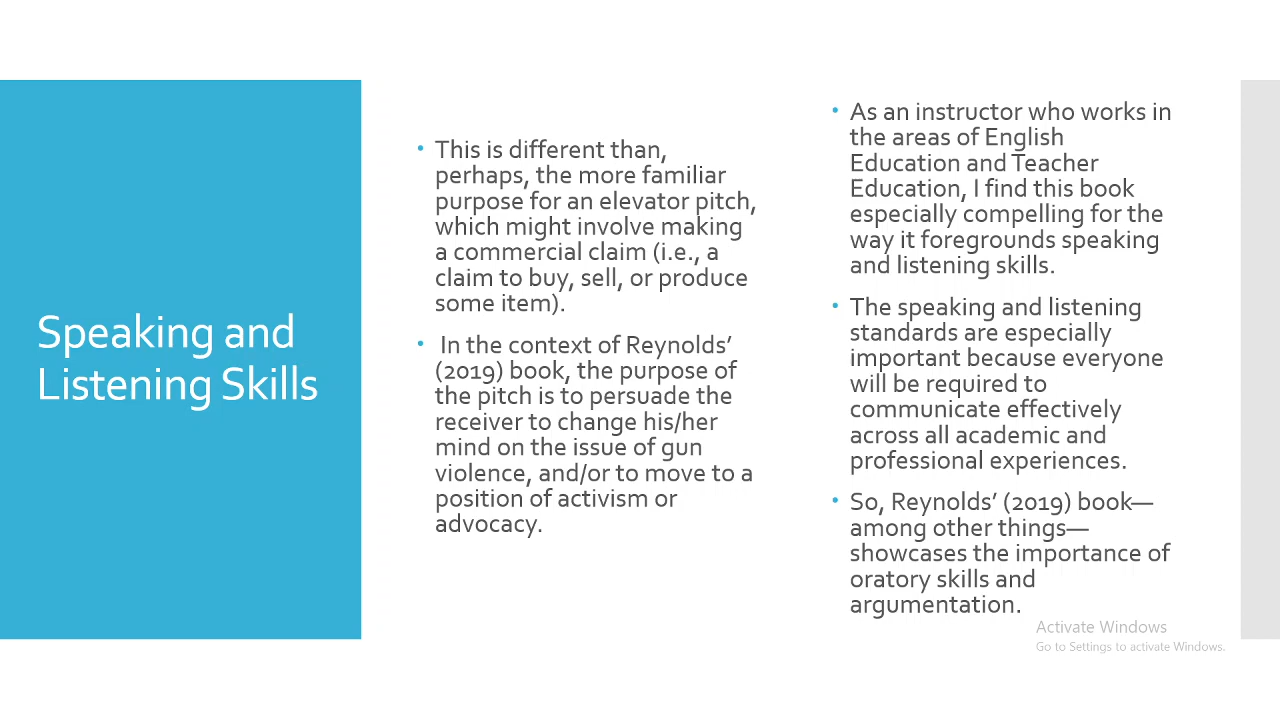 Speaking and
Listening Skills
• This is different than,
perhaps, the more familiar
purpose for an elevator pitch,
which might involve making
a commercial claim (i.e., a
claim to buy, sell, or produce
some item).
• In the context of Reynolds’
(2019) book, the purpose of
the pitch is to persuade the
receiver to change his/her
mind on the issue of gun
violence, and/or to move to a
position of activism or
advocacy.
• As an instructor who works in
the areas of English
Education and Teacher
Education, I find this book
especially compelling for the
way it foregrounds speaking
and listening skills.
• The speaking and listening
standards are especially
important because everyone
will be required to
communicate effectively
across all academic and
professional experiences.
• So, Reynolds’ (2019) book—
among other things—
showcases the importance of
oratory skills and
argumentation.
Activate Windows
Go to Settings to activate Windows.